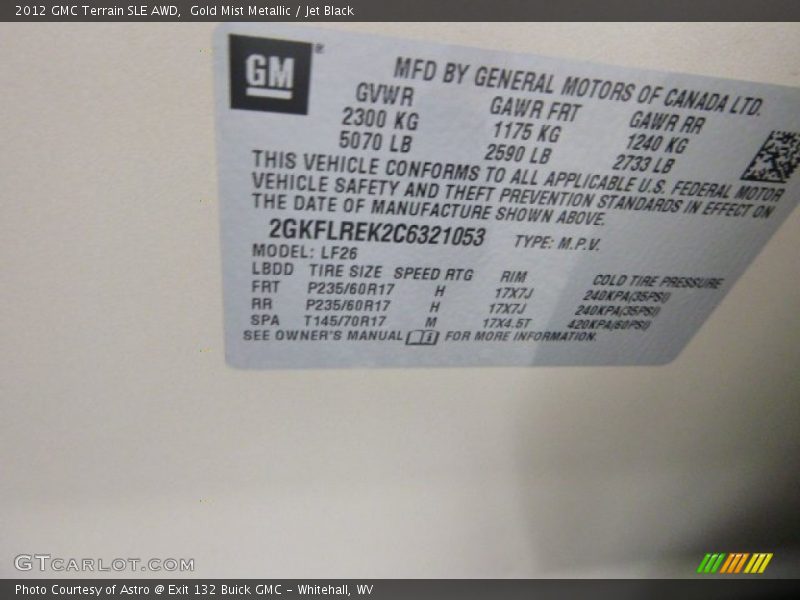 2012 GMC Terrain SLE AWD, Gold Mist Metallic / Jet Black
GM ®
MFD BY GENERAL MOTORS OF CANADA LTD.
GVWR GAWR FRT GAWR RR
2300 KG 1175 KG 1240 KG
5070 LB 2590 LB 2733 LB
THIS VEHICLE CONFORMS TO ALL APPLICABLE U.S. FEDERAL MOTOR
VEHICLE SAFETY AND THEFT PREVENTION STANDARDS IN EFFECT ON
THE DATE OF MANUFACTURE SHOWN ABOVE.
2GKFLREK2C6321053 TYPE: M.P.V.
MODEL: LF26
LBDD TIRE SIZE SPEED RTG RIM COLD TIRE PRESSURE
FRT P235/60R17 H 17X7J 240KPA(35PSI)
RR P235/60R17 H 17X7J 240KPA(35PSI)
SPA T145/70R17 M 17X4.5T 420KPA(60PSI)
SEE OWNER'S MANUAL FOR MORE INFORMATION.
GTCARLOT.COM
Photo Courtesy of Astro @ Exit 132 Buick GMC - Whitehall, WV